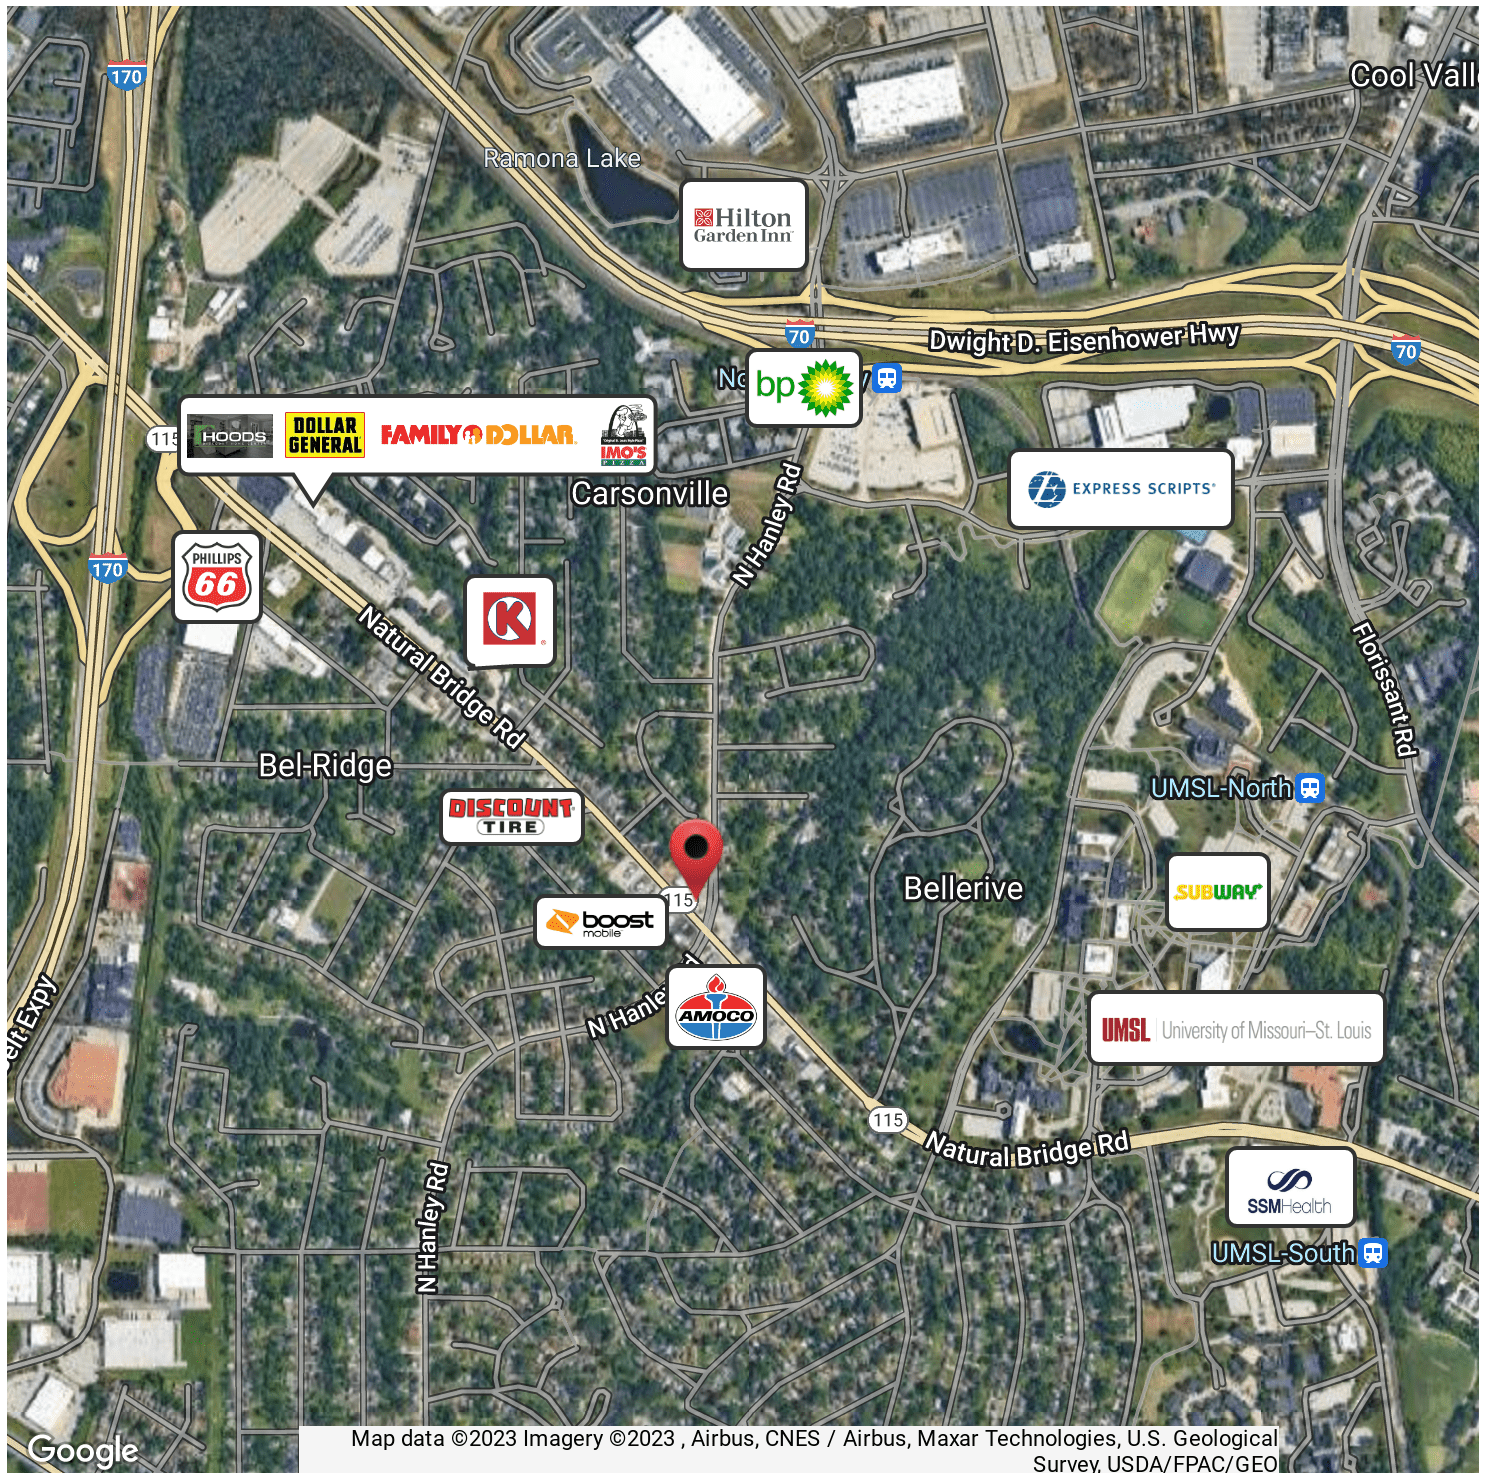 170
Cool Vall
Ramona Lake
Hilton
Garden Inn
70
Dwight D. Eisenhower Hwy
70
No
y
bp
115
HOODS
DOLLAR
GENERAL
FAMILY DOLLAR
IMO'S
PIZZA
Carsonville
EXPRESS SCRIPTS
N Hanley Rd
170
PHILLIPS
66
K
Natural Bridge Rd
Florissant Rd
Bel-Ridge
UMSL-North
DISCOUNT
TIRE
Bellerive
SUBWAY
115
boost
mobile
elt Expy
N Hanle
d
AMOCO
UMSL University of Missouri–St. Louis
115
Natural Bridge Rd
N Hanley Rd
SSMHealth
UMSL-South
Google
Map data ©2023 Imagery ©2023 , Airbus, CNES / Airbus, Maxar Technologies, U.S. Geological
Survey, USDA/FPAC/GEO